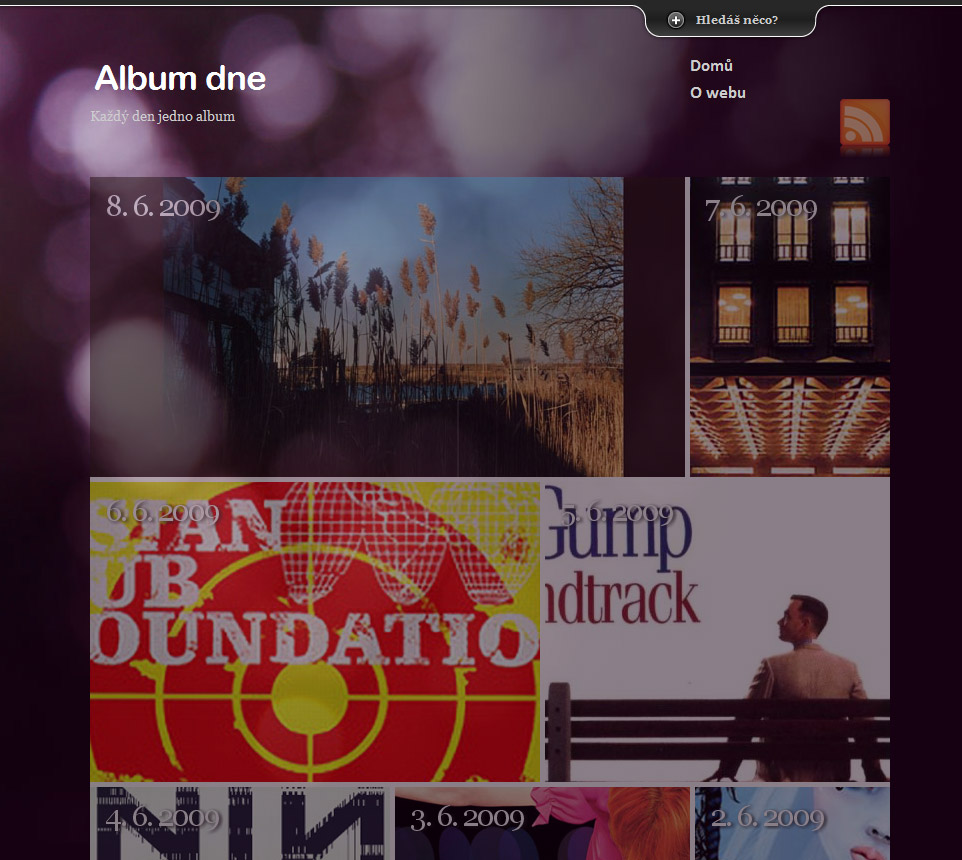 Hledáš něco?
Album dne
Každý den jedno album
Domů
O webu
8. 6. 2009
7. 6. 2009
6. 6. 2009
5. 6. 2009
SIAN
UB
OUNDATIO
Gump
ndtrack
4. 6. 2009
3. 6. 2009
2. 6. 2009